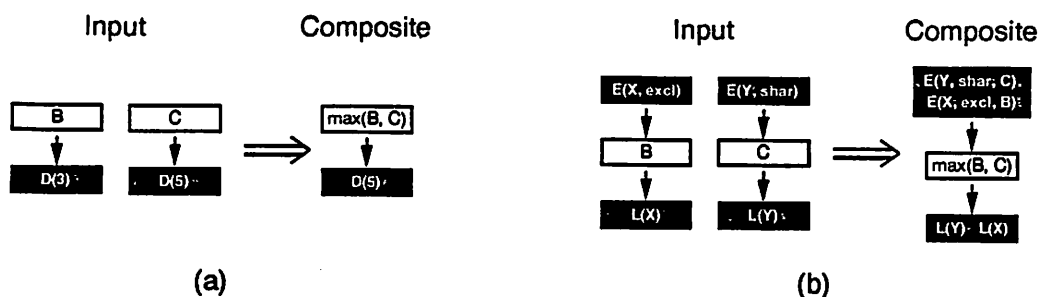 Input
Composite
B
C
max(B, C)
D(3)
D(5)
D(5)
(a)
Input
Composite
E(X, excl)
E(Y; shar)
E(Y, shar; C).
E(X; excl, B)
B
C
max(B, C)
L(X)
L(Y)
L(Y) L(X)
(b)